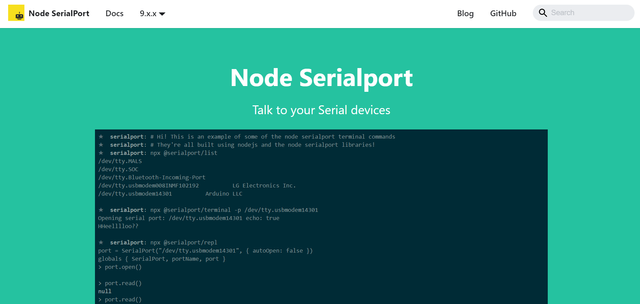 Node SerialPort Docs 9.x.x Blog GitHub Search
Node Serialport
Talk to your Serial devices
serialport: # Hi! This is an example of some of the node serialport terminal commands
serialport: # They're all built using nodejs and the node serialport libraries!
serialport: npx @serialport/list
/dev/tty.MALS
/dev/tty.SOC
/dev/tty.Bluetooth-Incoming-Port
/dev/tty.usbmodem008INMF102192 LG Electronics Inc.
/dev/tty.usbmodem14301 Arduino LLC
serialport: npx @serialport/terminal -p /dev/tty.usbmodem14301
Opening serial port: /dev/tty.usbmodem14301 echo: true
HHeelllloo??
serialport: npx @serialport/repl
port = SerialPort("/dev/tty.usbmodem14301", { autoOpen: false })
globals { SerialPort, portName, port }
> port.open()
> port.read()
null
> port.read()